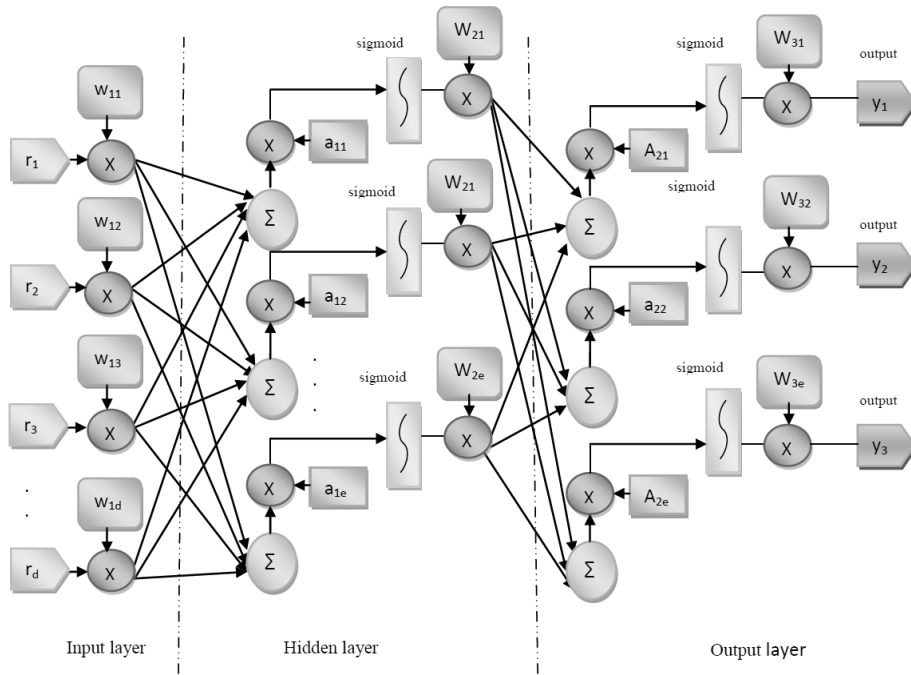 W21
W31
sigmoid
sigmoid
output
w11
X
X
y1
r1
X
X
a11
X
A21
w12
W21
sigmoid
W32
sigmoid
output
Σ
Σ
X
X
y2
r2
X
X
a12
X
a22
w13
W2e
sigmoid
W3e
sigmoid
output
Σ
Σ
r3
X
X
X
y3
w1d
X
a1e
X
A2e
rd
X
Σ
Σ
Input layer
Hidden layer
Output layer